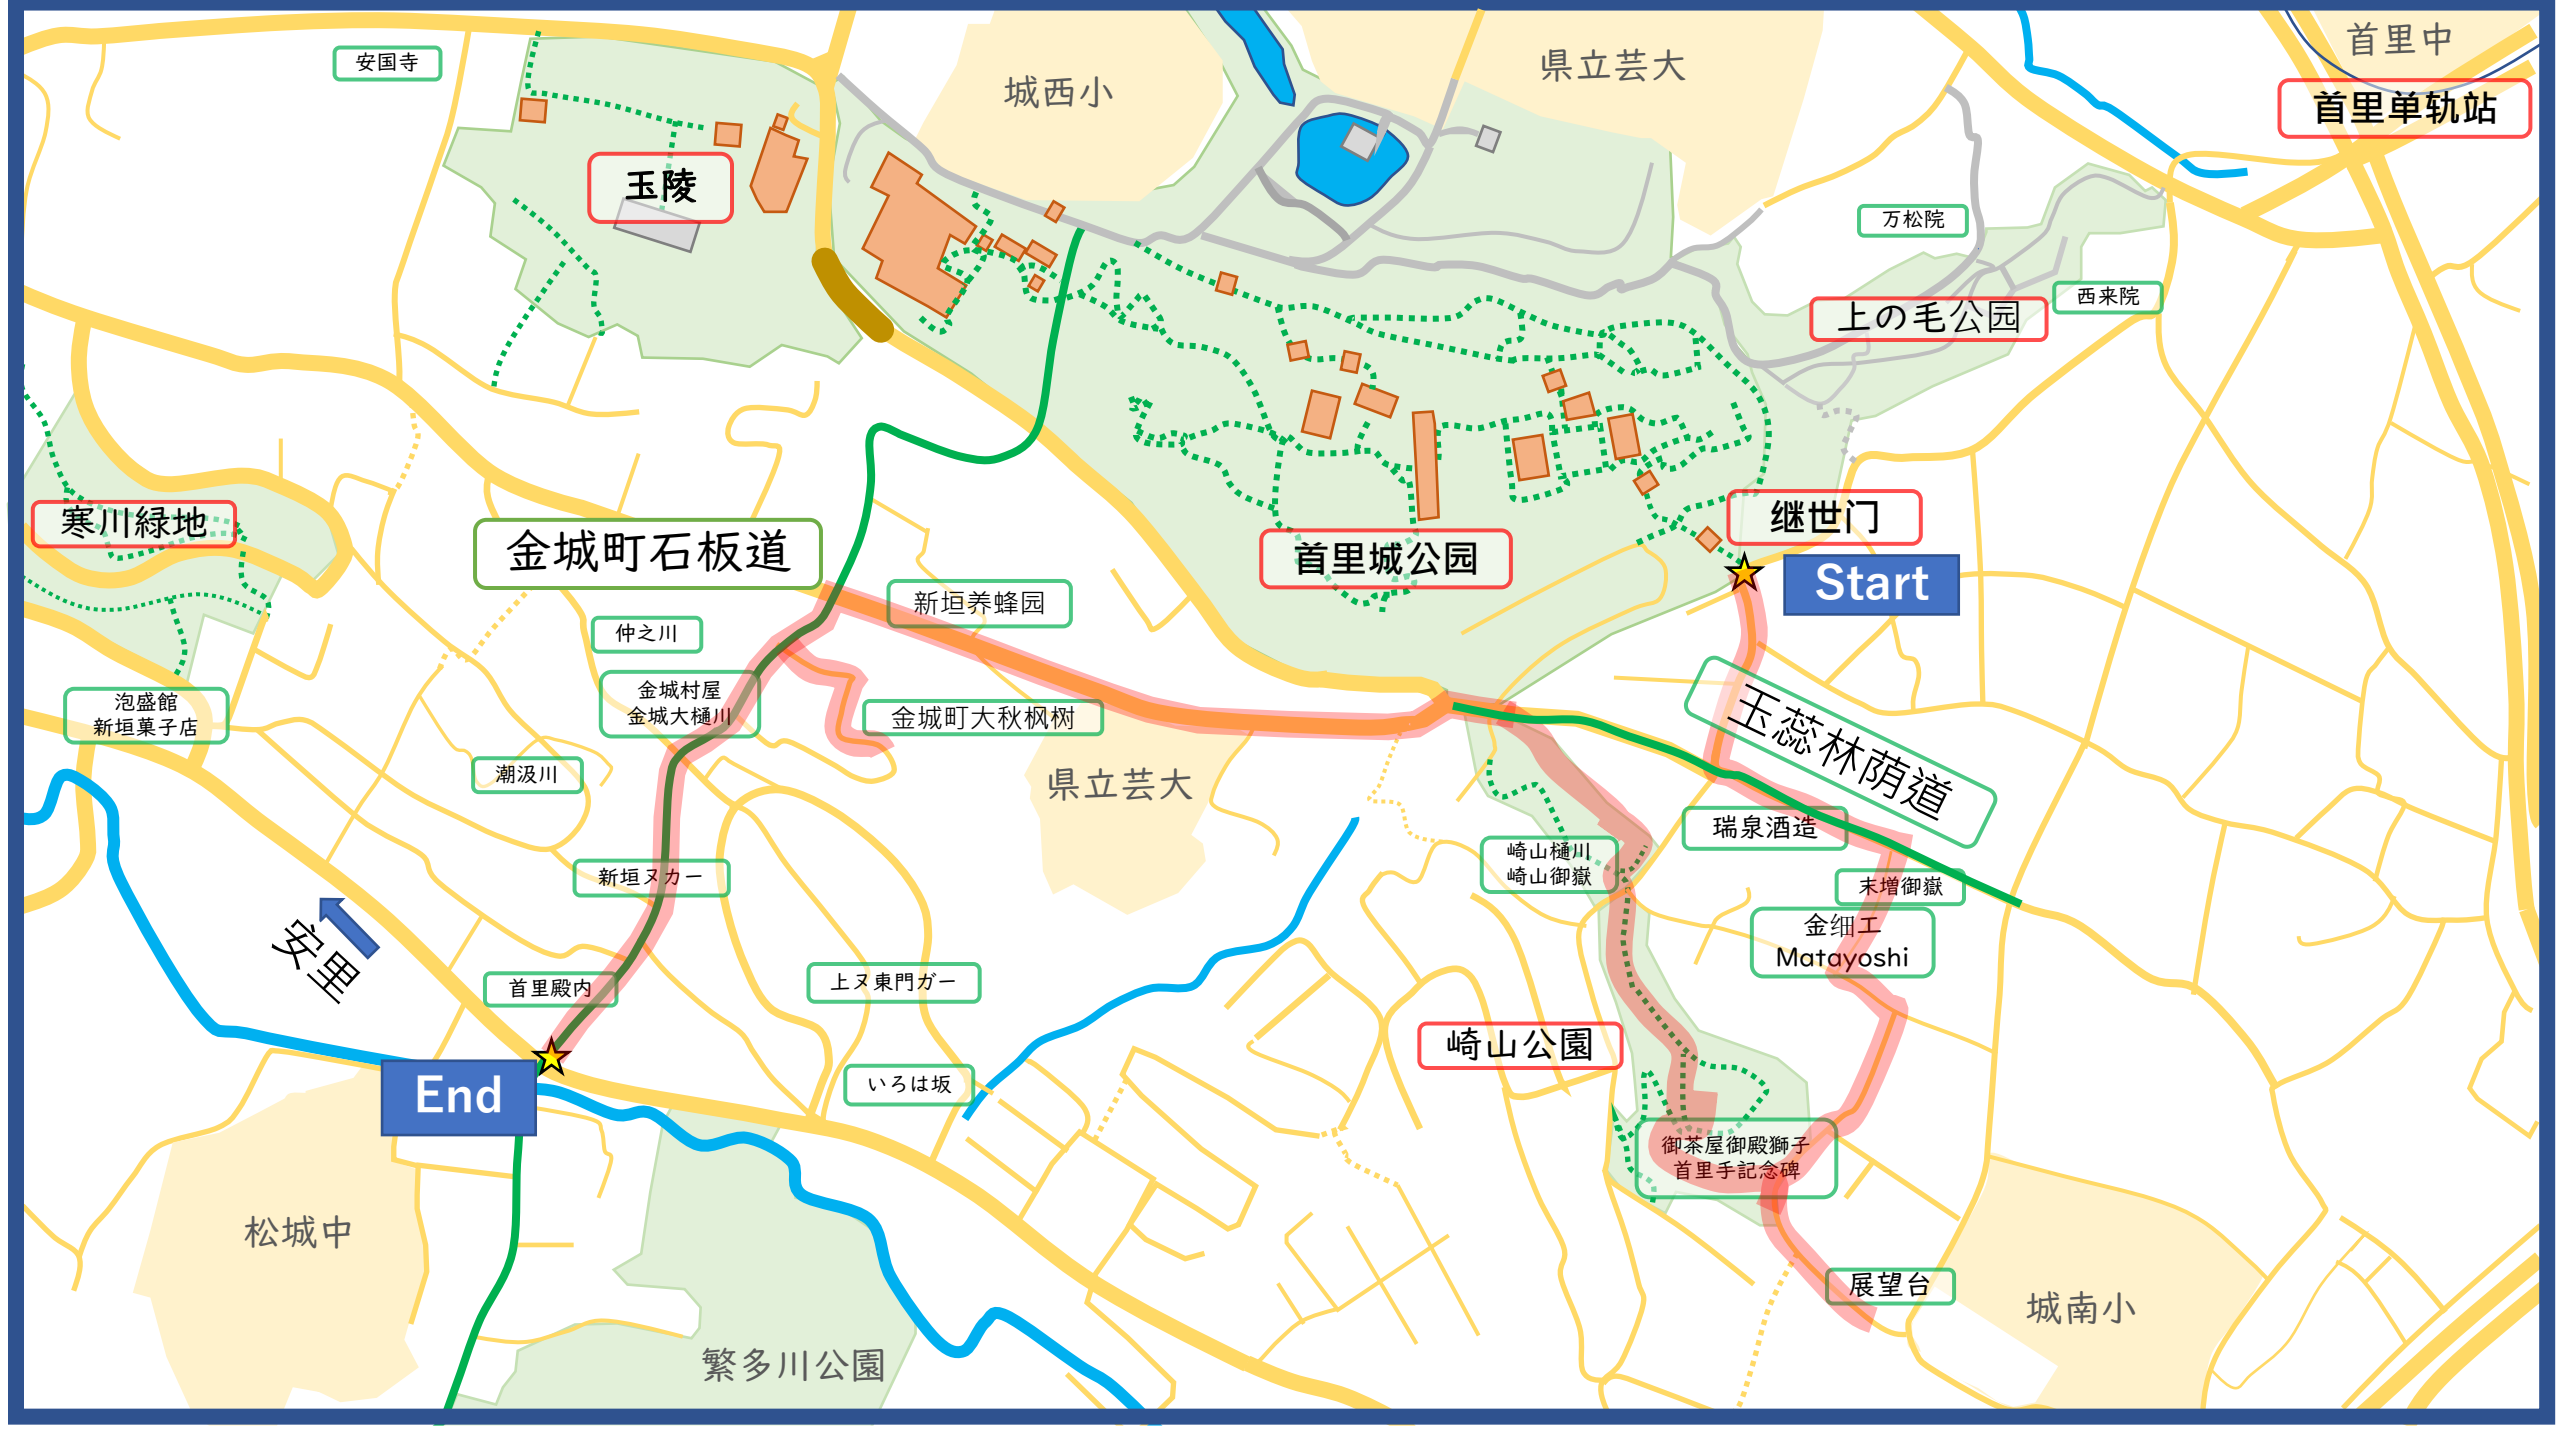 安国寺
城西小
県立芸大
首里中
首里单轨站
玉陵
万松院
西来院
上の毛公园
寒川緑地
金城町石板道
首里城公园
继世门
Start
新垣养蜂园
仲之川
金城村屋
金城大樋川
金城町大秋枫树
玉蕊林荫道
泡盛館
新垣菓子店
潮汲川
県立芸大
瑞泉酒造
崎山樋川
崎山御嶽
新垣ヌカー
末増御嶽
金细工
Matayoshi
安里
首里殿内
上ヌ東門ガー
崎山公園
End
いろは坂
御茶屋御殿獅子
首里手記念碑
松城中
展望台
城南小
繁多川公園